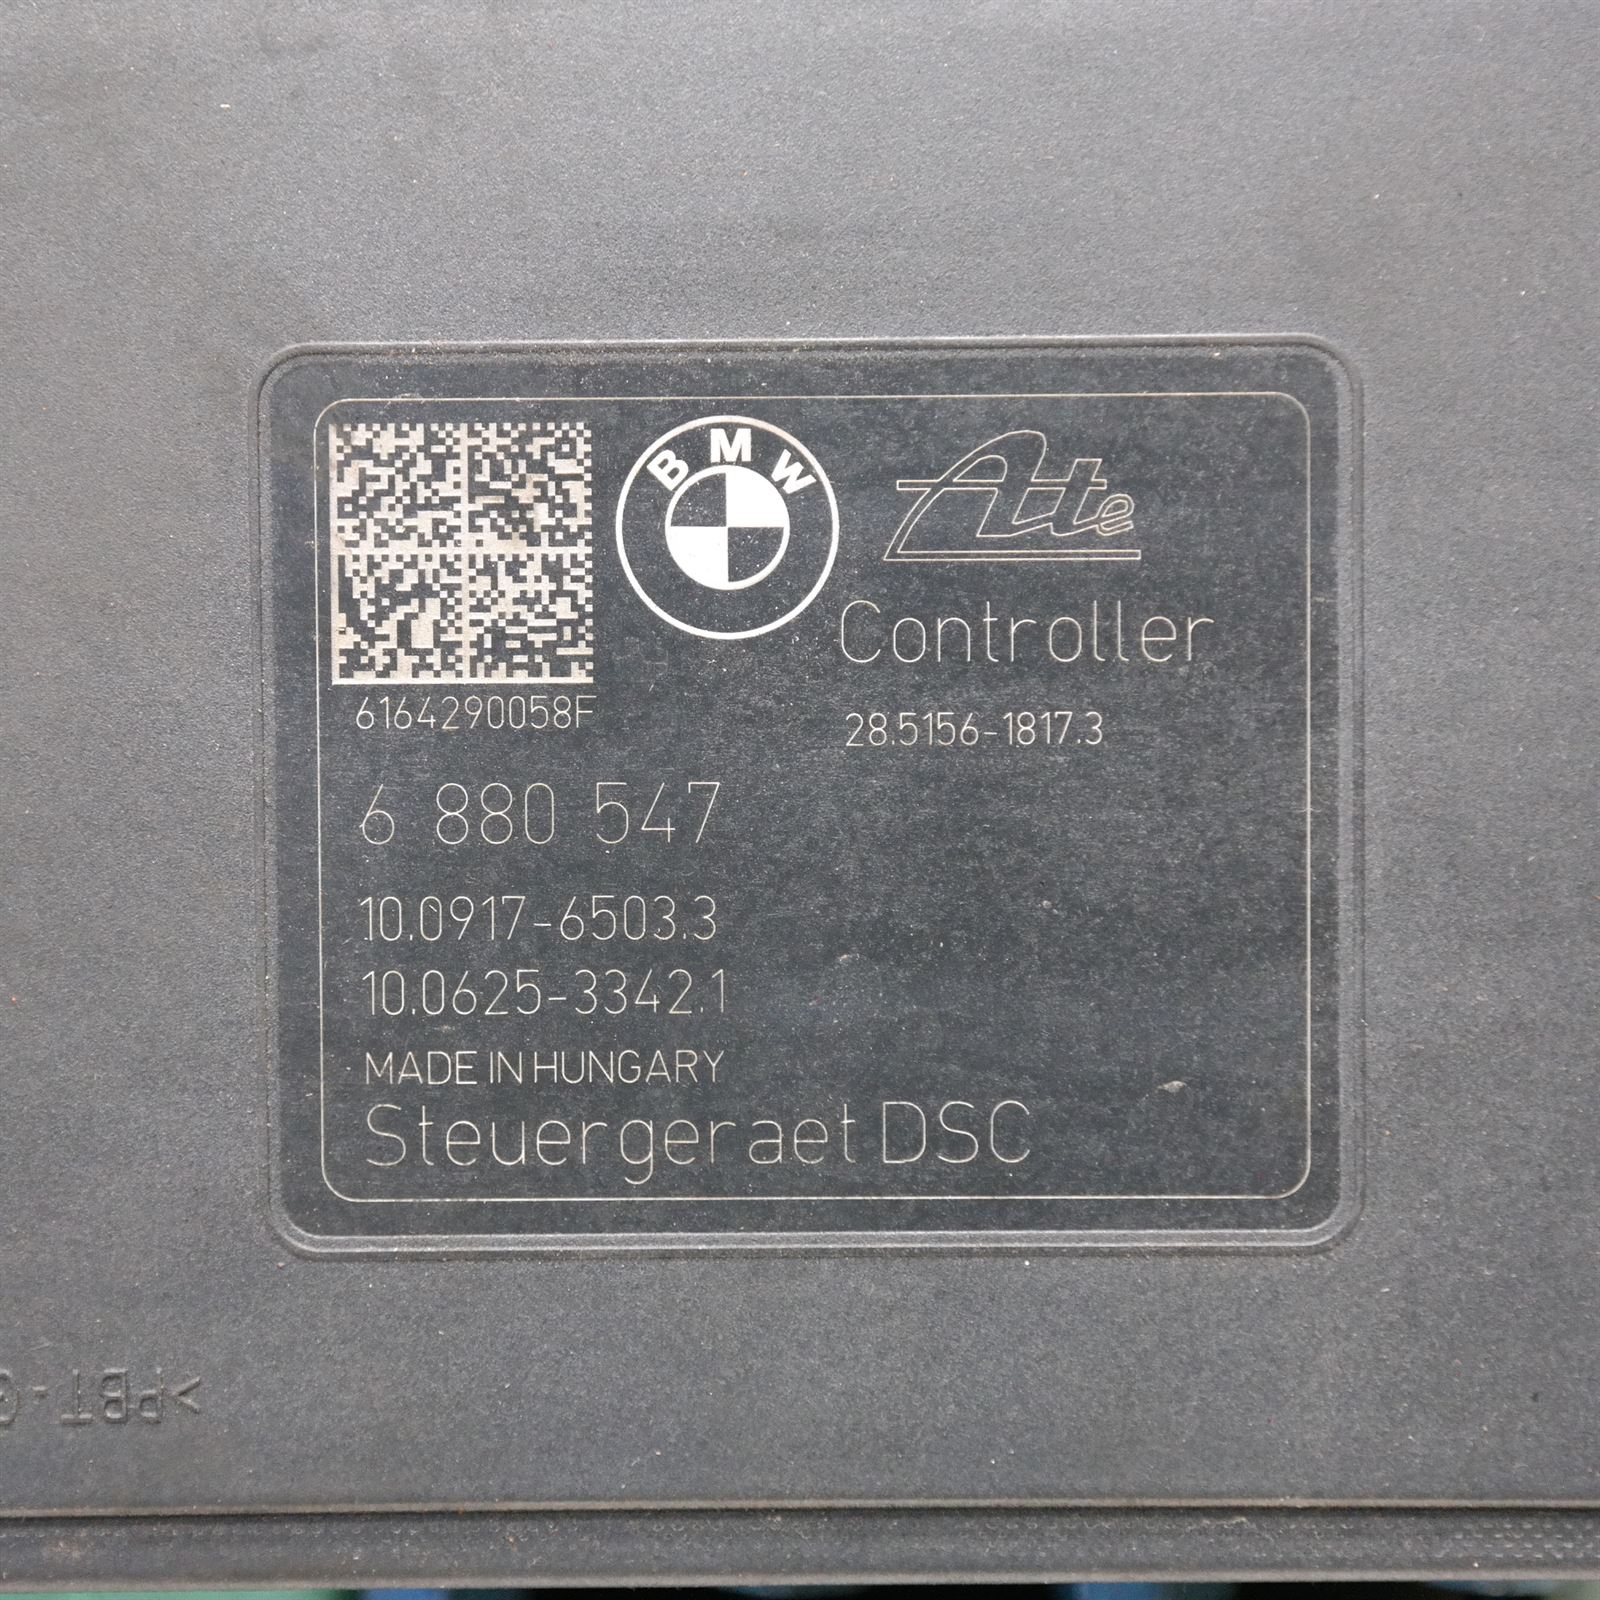 BMW
Ate
Controller
6164290058F
28.5156-1817.3
6 880 547
10.0917-6503.3
10.0625-3342.1
MADE IN HUNGARY
Steuergeraet DSC
>PBT-G